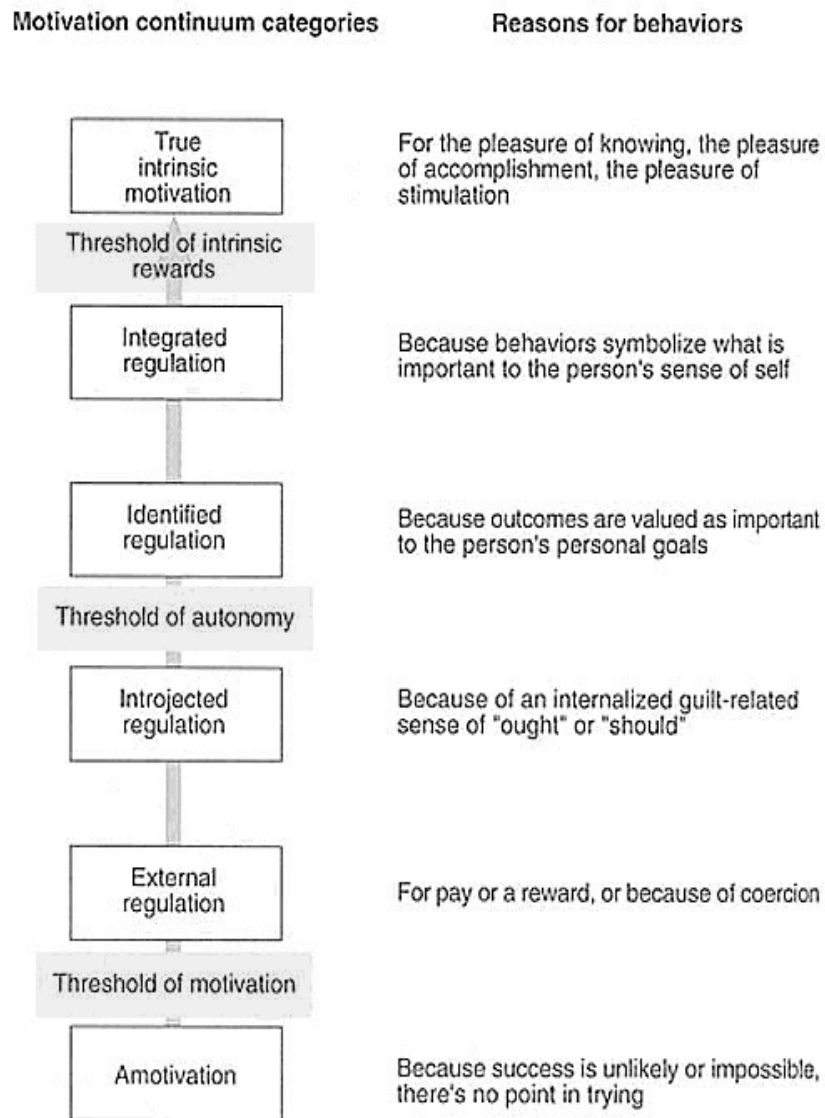 Motivation continuum categories
Reasons for behaviors
True
intrinsic
motivation
For the pleasure of knowing, the pleasure
of accomplishment, the pleasure of
stimulation
Threshold of intrinsic
rewards
Integrated
regulation
Because behaviors symbolize what is
important to the person's sense of self
Identified
regulation
Because outcomes are valued as important
to the person's personal goals
Threshold of autonomy
Introjected
regulation
Because of an internalized guilt-related
sense of "ought" or "should"
External
regulation
For pay or a reward, or because of coercion
Threshold of motivation
Amotivation
Because success is unlikely or impossible,
there's no point in trying